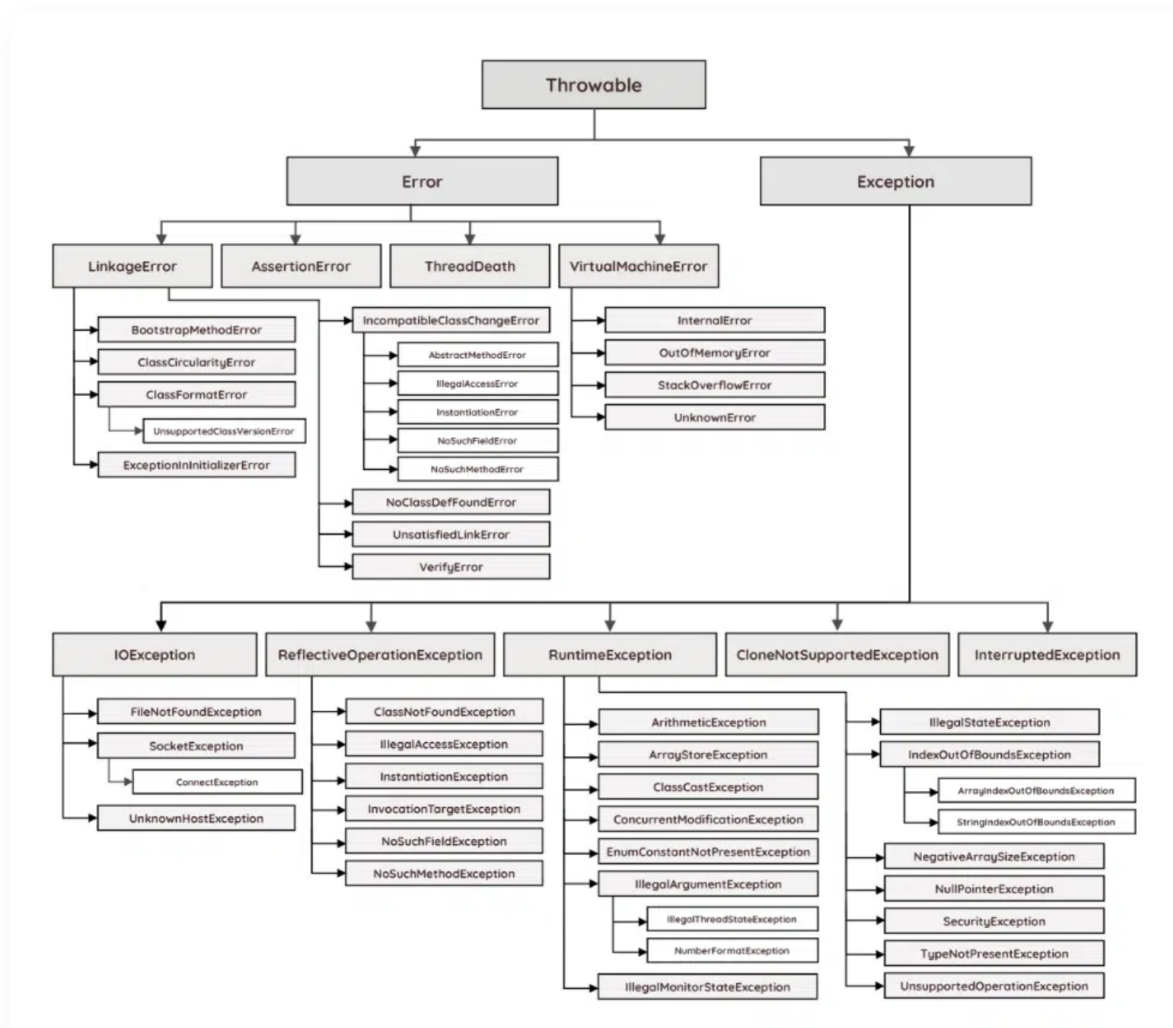 Throwable
Error
Exception
LinkageError
AssertionError
ThreadDeath
VirtualMachineError
BootstrapMethodError
ClassCircularityError
ClassFormatError
UnsupportedClassVersionError
ExceptionInInitializerError
IncompatibleClassChangeError
AbstractMethodError
IllegalAccessError
InstantiationError
NoSuchFieldError
NoSuchMethodError
NoClassDefFoundError
UnsatisfiedLinkError
VerifyError
InternalError
OutOfMemoryError
StackOverflowError
UnknownError
IOException
ReflectiveOperationException
RuntimeException
CloneNotSupportedException
InterruptedException
FileNotFoundException
SocketException
ConnectException
UnknownHostException
ClassNotFoundException
IllegalAccessException
InstantiationException
InvocationTargetException
NoSuchFieldException
NoSuchMethodException
ArithmeticException
ArrayStoreException
ClassCastException
ConcurrentModificationException
EnumConstantNotPresentException
IllegalArgumentException
IllegalThreadStateException
NumberFormatException
IllegalMonitorStateException
IllegalStateException
IndexOutOfBoundsException
ArrayIndexOutOfBoundsException
StringIndexOutOfBoundsException
NegativeArraySizeException
NullPointerException
SecurityException
TypeNotPresentException
UnsupportedOperationException